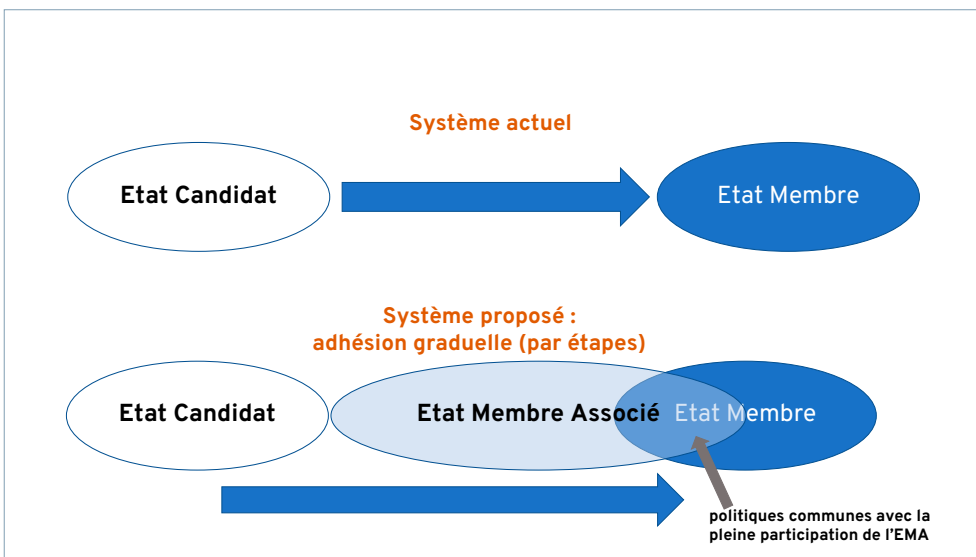 Système actuel
Etat Candidat
Etat Membre
Système proposé :
adhésion graduelle (par étapes)
Etat Candidat
Etat Membre Associé
Etat Membre
politiques communes avec la
pleine participation de l'EMA